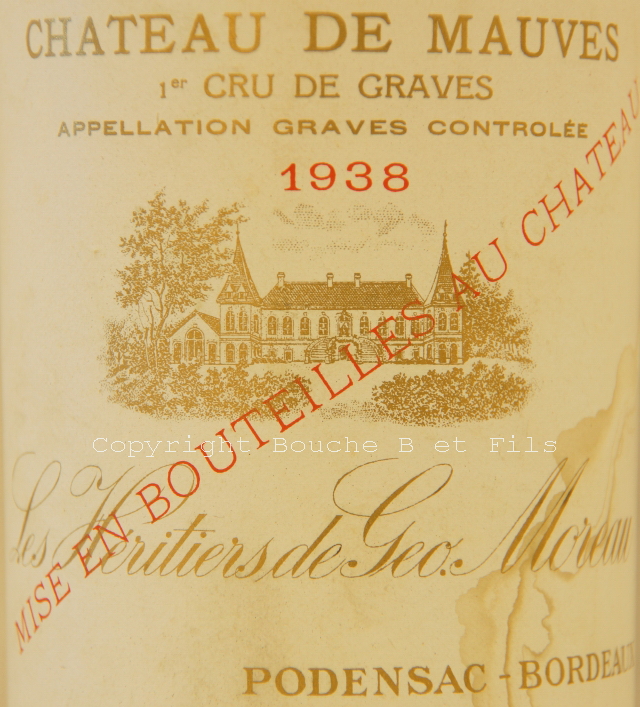 CHATEAU DE MAUVES
1er CRU DE GRAVES
APPELLATION GRAVES CONTROLÉE
1938
MISE EN BOUTEILLES AU CHATEAU
Copyright Bouche B et Fils
Les Heritiers de Geo. Moreau
PODENSAC - BORDEAUX